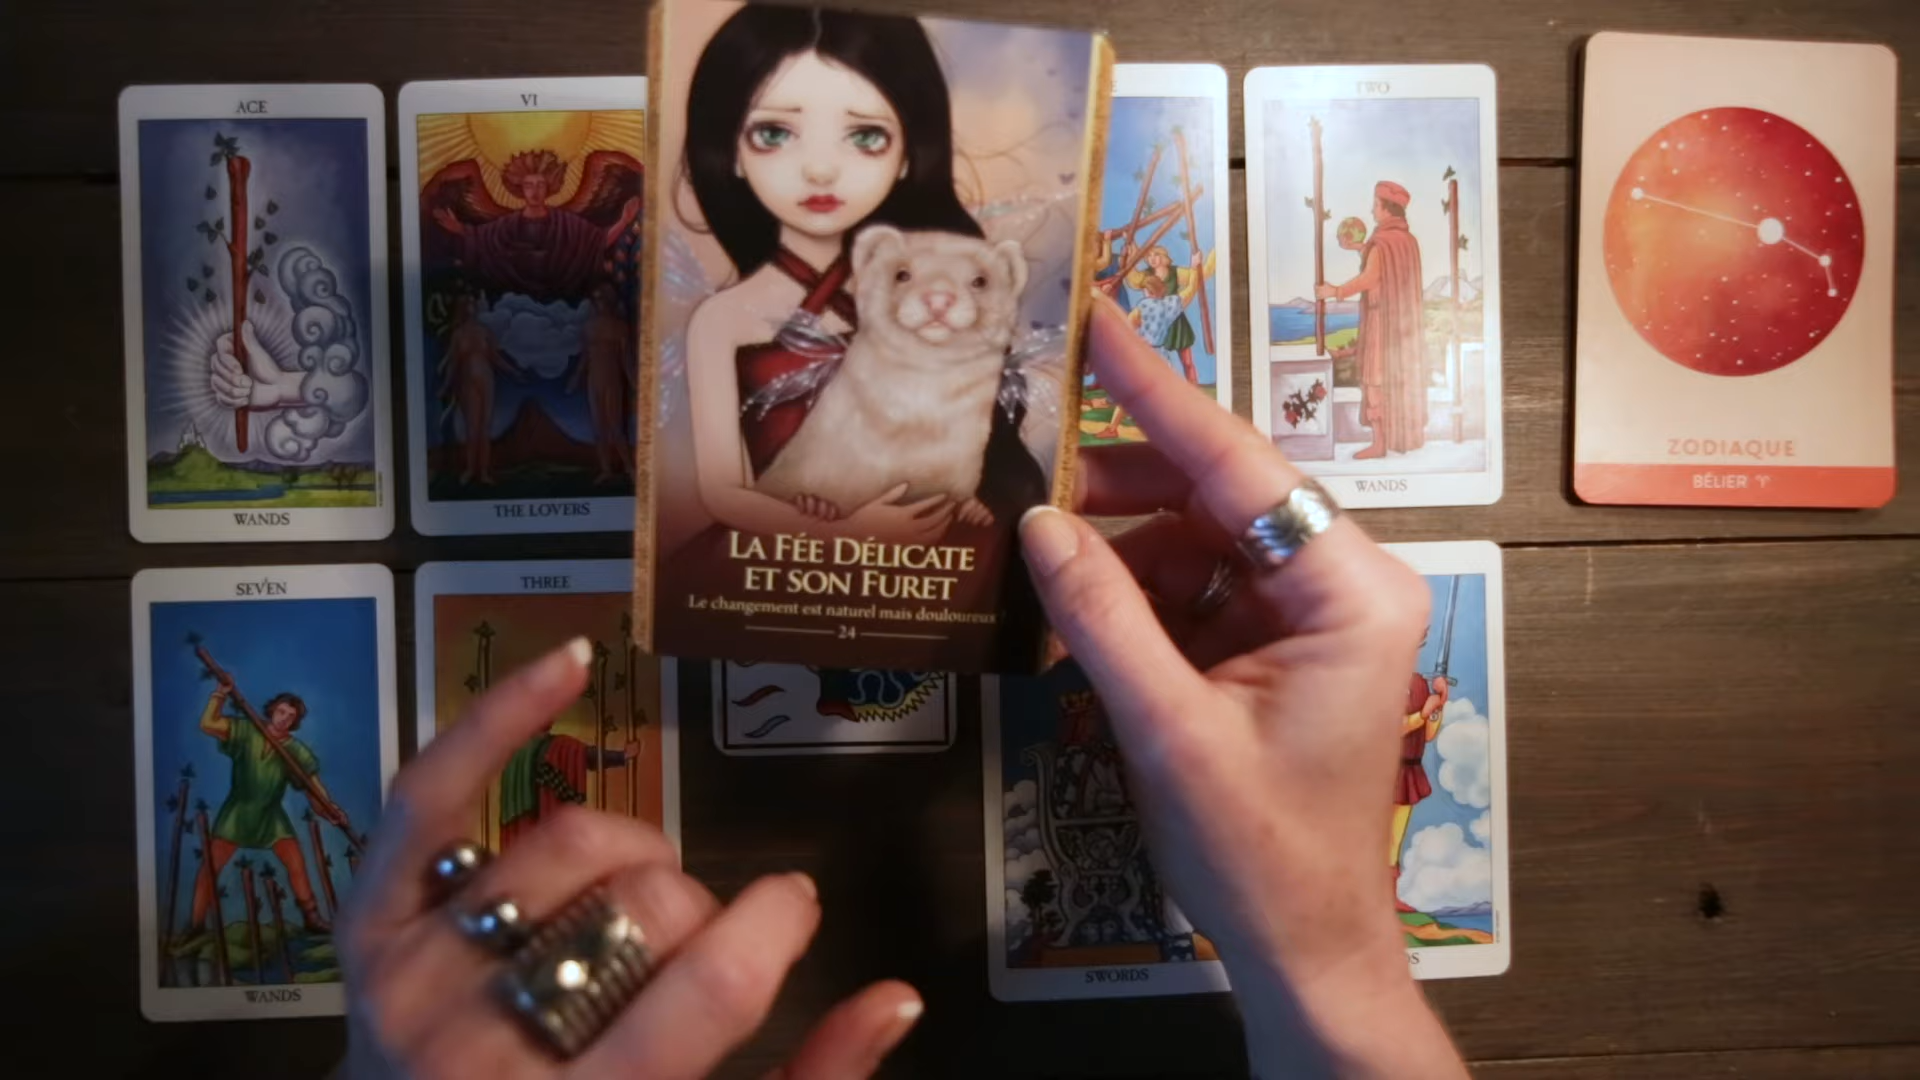 ACE
VI
E
TWO
WANDS
THE LOVERS
WANDS
ZODIAQUE
BÉLIER ♈
LA FÉE DÉLICATE
ET SON FURET
Le changement est naturel mais douloureux !
24
SEVEN
THREE
WANDS
SWORDS
DS